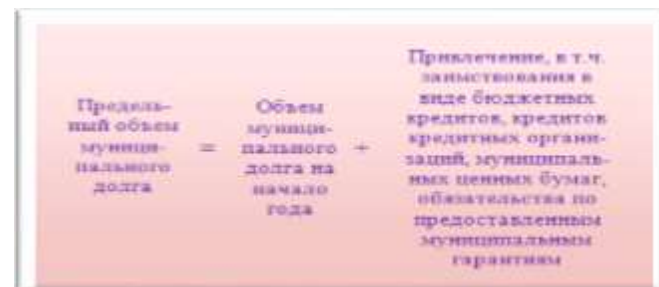 Предель-
ный объем
муници-
пального
долга
=
Объем
муници-
пального
долга на
начало
года
+
Привлечение, в т.ч.
заимствования в
виде бюджетных
кредитов, кредитов
кредитных органи-
заций, муниципаль-
ных ценных бумаг,
обязательства по
предоставленным
муниципальным
гарантиям